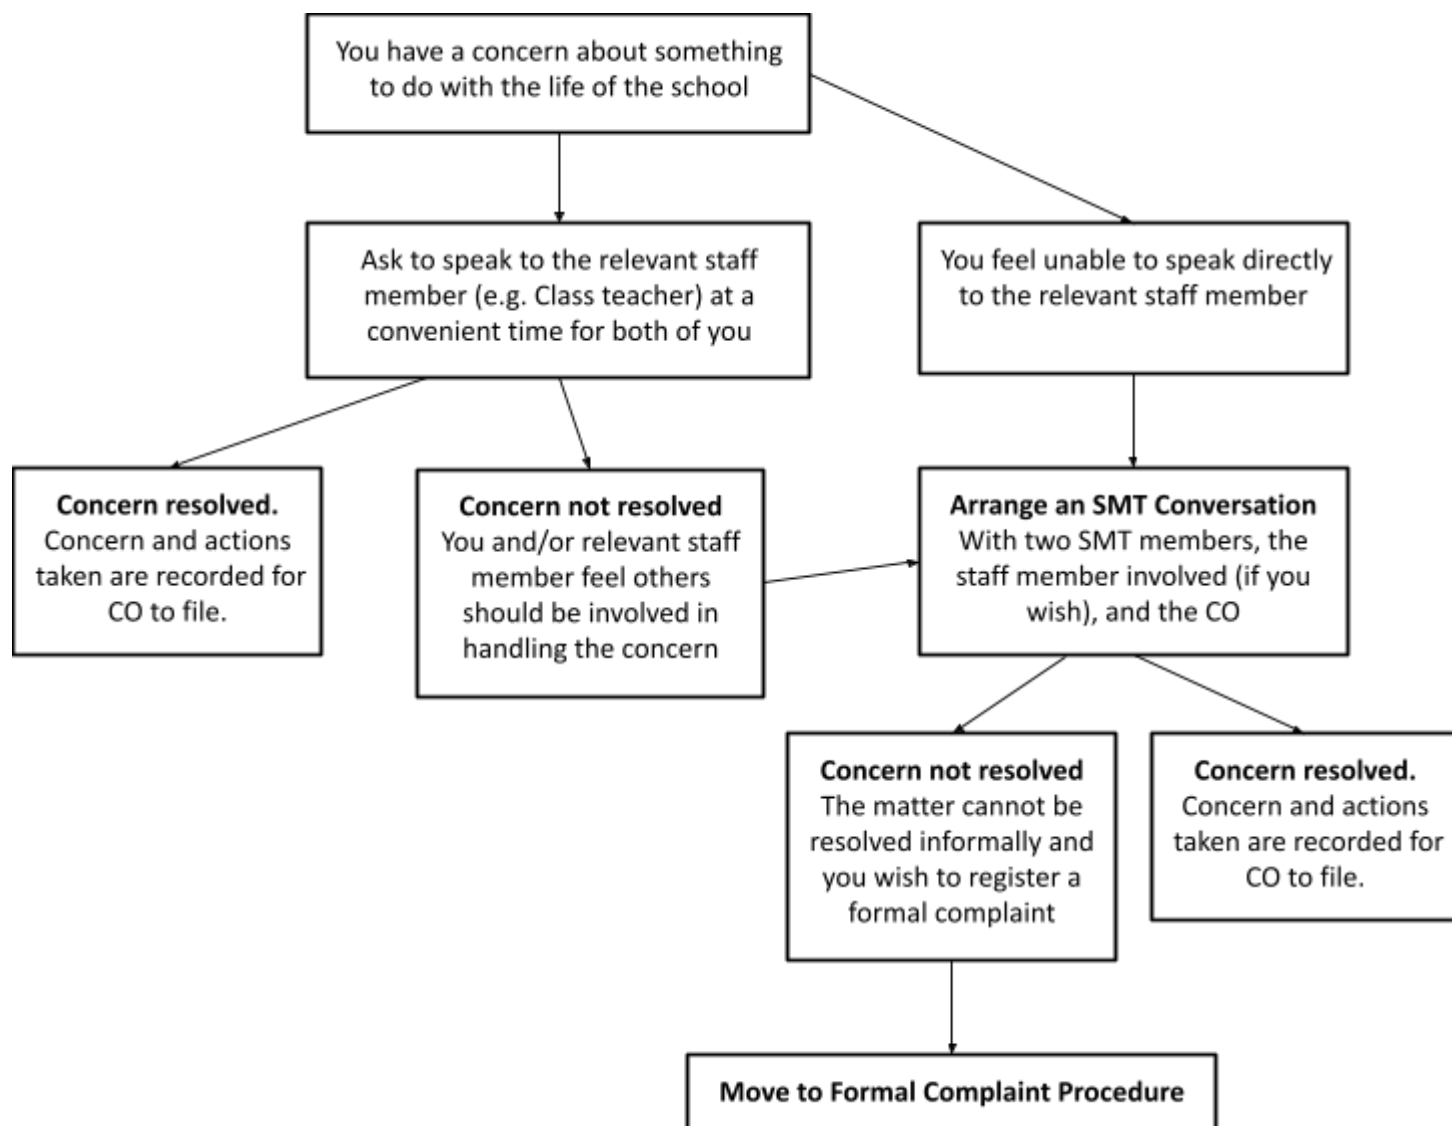 You have a concern about something
to do with the life of the school
Ask to speak to the relevant staff
member (e.g. Class teacher) at a
convenient time for both of you
You feel unable to speak directly
to the relevant staff member
Concern resolved.
Concern and actions
taken are recorded for
CO to file.
Concern not resolved
You and/or relevant staff
member feel others
should be involved in
handling the concern
Arrange an SMT Conversation
With two SMT members, the
staff member involved (if you
wish), and the CO
Concern not resolved
The matter cannot be
resolved informally and
you wish to register a
formal complaint
Concern resolved.
Concern and actions
taken are recorded for
CO to file.
Move to Formal Complaint Procedure